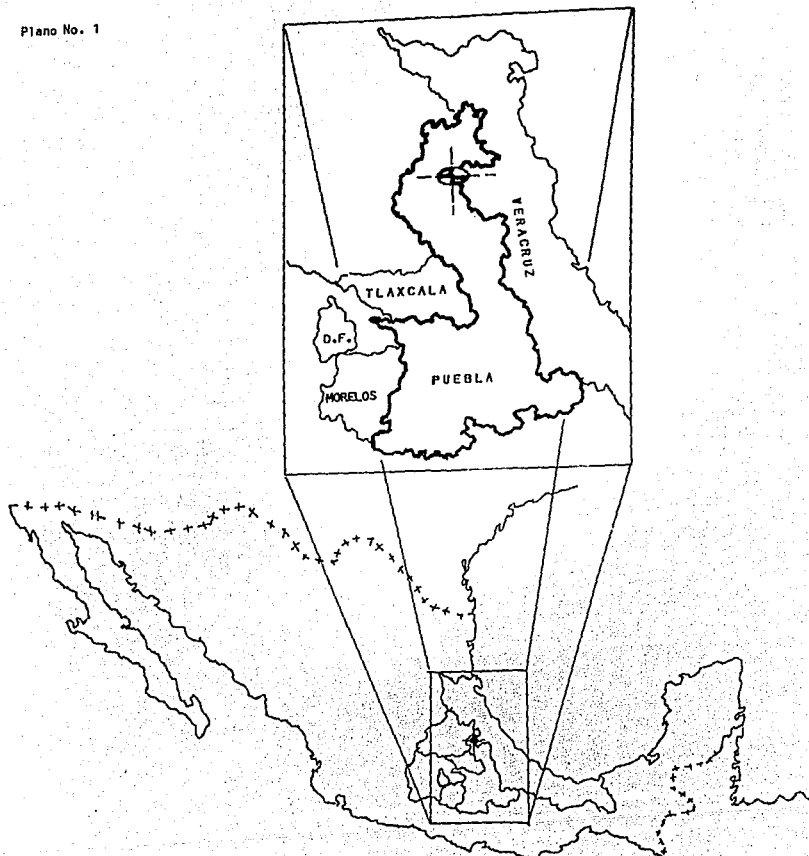 Plano No. 1
VERACRUZ
TLAXCALA
D.F.
PUEBLA
MORELOS